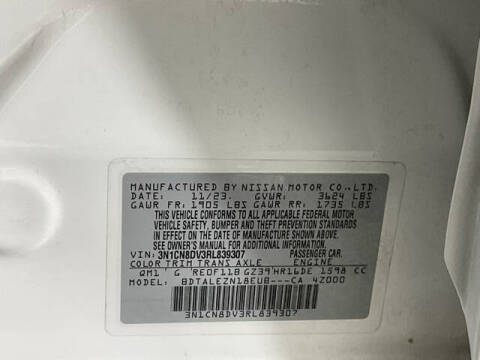 MANUFACTURED BY NISSAN MOTOR CO.,LTD.
DATE: 11/23. GVWR: 3624 LBS
GAWR FR: 1905 LBS GAWR RR: 1735 LBS
THIS VEHICLE CONFORMS TO ALL APPLICABLE FEDERAL MOTOR
VEHICLE SAFETY, BUMPER AND THEFT PREVENTION STANDARDS
IN EFFECT ON THE DATE OF MANUFACTURE SHOWN ABOVE.
SEE OWNER'S MANUAL FOR ADDITIONAL INFORMATION.
VIN: 3N1CN8DV3RL839307 PASSENGER CAR.
COLOR TRIM TRANS AXLE ENGINE
QM1 G RE0F11B GZ39 HR16DE 1598 CC
MODEL: BDTALEZN18EUB---CA 4Z000
3N1CN8DV3RL839307